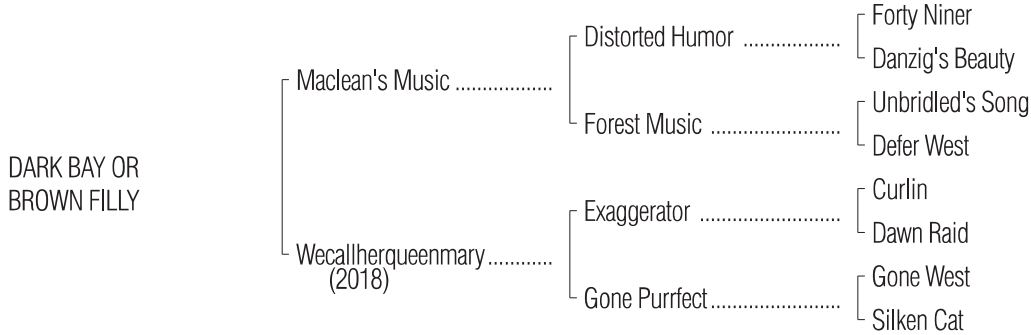 Forty Niner
Distorted Humor ...................
Danzig's Beauty
Maclean's Music ...................
Unbridled's Song
Forest Music .........................
Defer West
DARK BAY OR
BROWN FILLY
Curlin
Exaggerator ...........................
Dawn Raid
Wecallherqueenmary............
(2018)
Gone West
Gone Purrfect.........................
Silken Cat